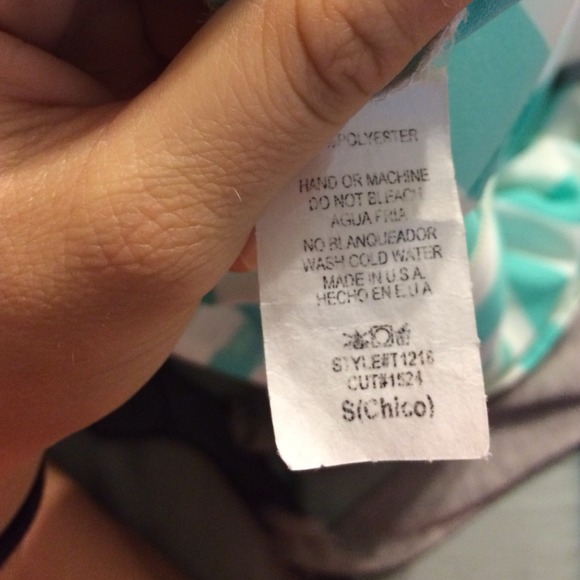 POLYESTER
HAND OR MACHINE
DO NOT BLEACH
AGUA FRIA
NO BLANQUEADOR
WASH COLD WATER
MADE IN U.S.A.
HECHO EN E.U A
STYLE#T1216
CUT#1524
S(Chico)